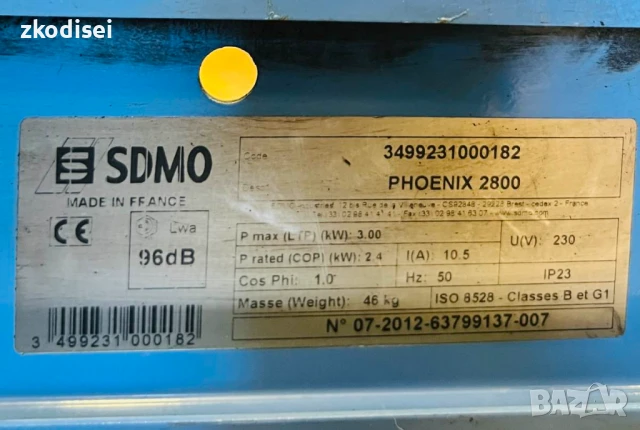 zkodisei
SDMO
MADE IN FRANCE
CE
Lwa
96dB
3 499231 000182
Code
3499231000182
PHOENIX 2800
P max (LTP) (kW): 3.00
P rated (COP) (kW): 2.4
I(A): 10.5
U(V): 230
Cos Phi: 1.0
Hz: 50
IP23
Masse (Weight): 46 kg
ISO 8528 - Classes B et G1
N° 07-2012-63799137-007
BAZAR